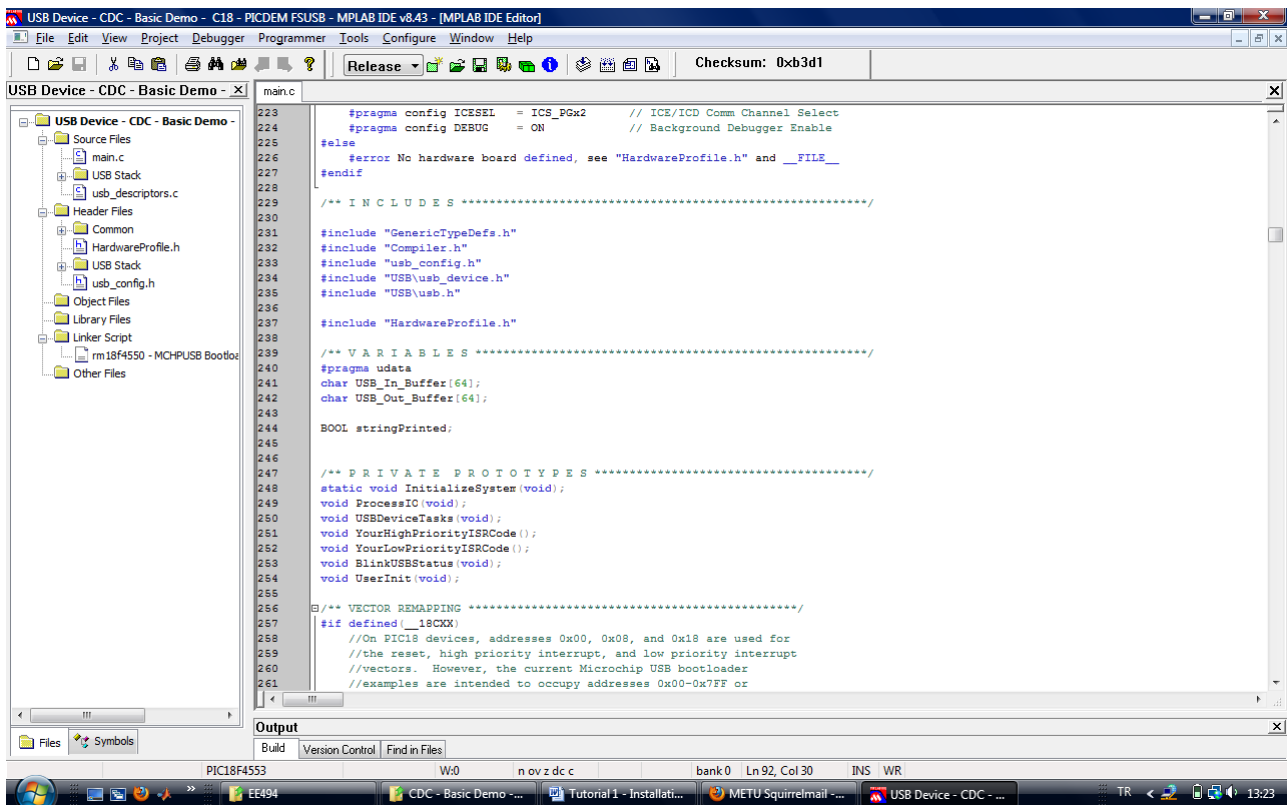 USB Device - CDC - Basic Demo - C18 - PICDEM FSUSB - MPLAB IDE v8.43 - [MPLAB IDE Editor]
File Edit View Project Debugger Programmer Tools Configure Window Help
Release Checksum: 0xb3d1
USB Device - CDC - Basic Demo -
USB Device - CDC - Basic Demo -
Source Files
main.c
USB Stack
usb_descriptors.c
Header Files
Common
HardwareProfile.h
USB Stack
usb_config.h
Object Files
Library Files
Linker Script
rm18f4550 - MCHPUSB Bootloa
Other Files
Files Symbols
main.c
223 #pragma config ICESEL = ICS_PGx2 // ICE/ICD Comm Channel Select
224 #pragma config DEBUG = ON // Background Debugger Enable
225 #else
226 #error No hardware board defined, see "HardwareProfile.h" and __FILE__
227 #endif
228
229 /** I N C L U D E S **********************************************************/
230
231 #include "GenericTypeDefs.h"
232 #include "Compiler.h"
233 #include "usb_config.h"
234 #include "USB\usb_device.h"
235 #include "USB\usb.h"
236
237 #include "HardwareProfile.h"
238
239 /** V A R I A B L E S ********************************************************/
240 #pragma udata
241 char USB_In_Buffer[64];
242 char USB_Out_Buffer[64];
243
244 BOOL stringPrinted;
245
246
247 /** P R I V A T E  P R O T O T Y P E S ***************************************/
248 static void InitializeSystem(void);
249 void ProcessIO(void);
250 void USBDeviceTasks(void);
251 void YourHighPriorityISRCode();
252 void YourLowPriorityISRCode();
253 void BlinkUSBStatus(void);
254 void UserInit(void);
255
256 /** VECTOR REMAPPING ***********************************************/
257 #if defined(__18CXX)
258 //On PIC18 devices, addresses 0x00, 0x08, and 0x18 are used for
259 //the reset, high priority interrupt, and low priority interrupt
260 //vectors.  However, the current Microchip USB bootloader
261 //examples are intended to occupy addresses 0x00-0x7FF or
Output
Build Version Control Find in Files
PIC18F4553 W:0 n ov z dc c bank 0 Ln 92, Col 30 INS WR
EE494 CDC - Basic Demo -... Tutorial 1 - Installati... METU Squirrelmail -... USB Device - CDC - ... TR 13:23